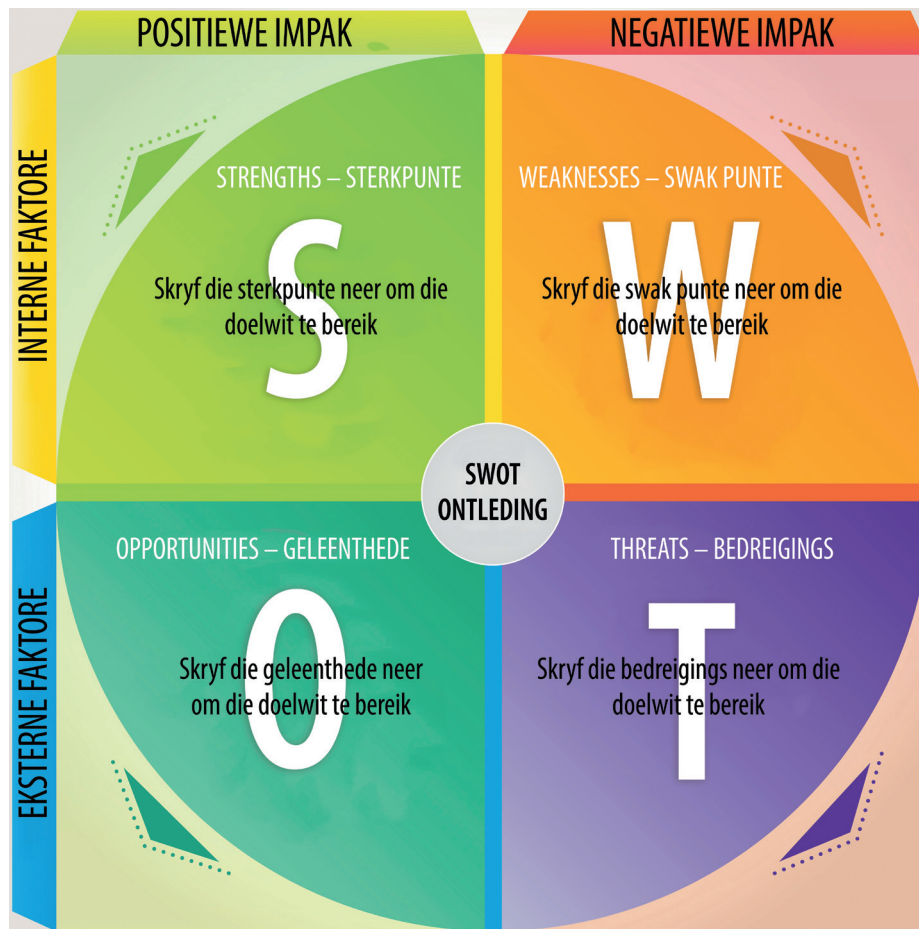 POSITIEWE IMPAK
NEGATIEWE IMPAK
INTERNE FAKTORE
STRENGTHS – STERKPUNTE
S
Skryf die sterkpunte neer om die
doelwit te bereik
WEAKNESSES – SWAK PUNTE
W
Skryf die swak punte neer om die
doelwit te bereik
SWOT
ONTLEDING
EKSTERNE FAKTORE
OPPORTUNITIES – GELEENTHEDE
O
Skryf die geleenthede neer
om die doelwit te bereik
THREATS – BEDREIGINGS
T
Skryf die bedreigings neer om die
doelwit te bereik